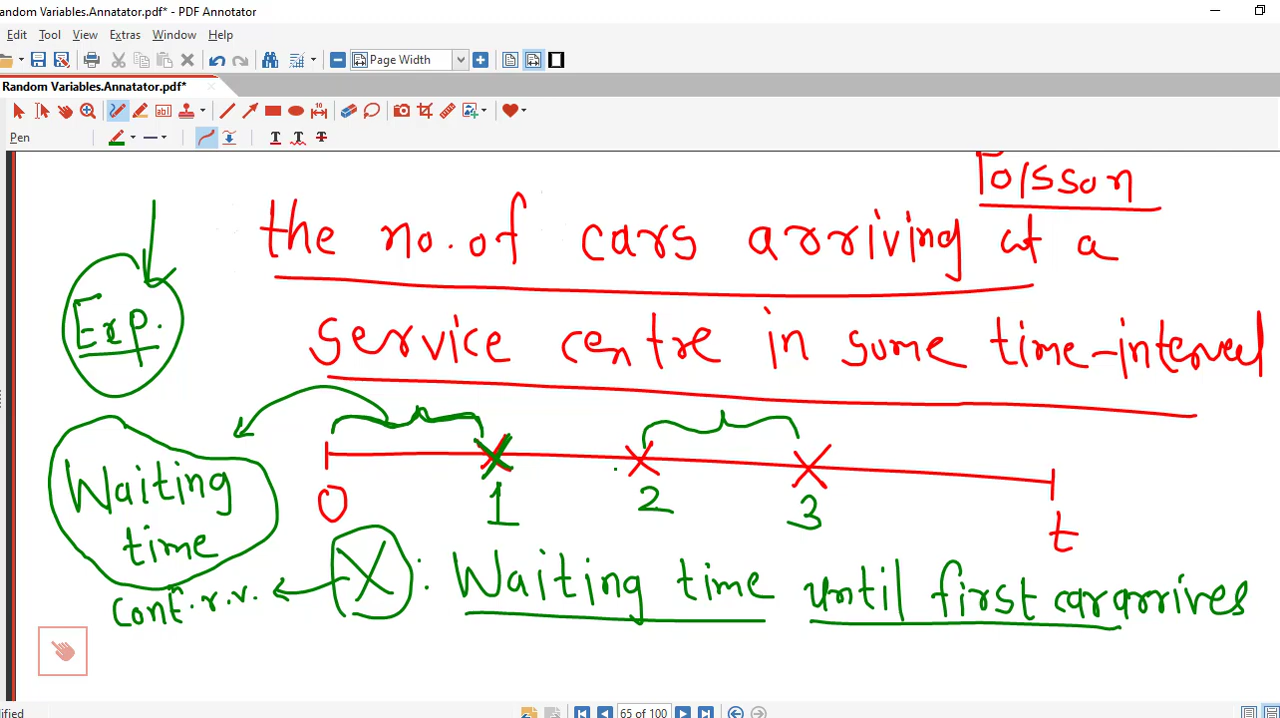 andom Variables.Annatator.pdf* - PDF Annotator
Edit Tool View Extras Window Help
Page Width
Random Variables.Annatator.pdf*
10
Pen
T T T
Poisson
the no. of cars arriving at a
Exp.
service centre in some time-interval
0 1 2 3 t
Waiting
time
X : Waiting time until first car arrives
Cont. r.v.
ified
65 of 100